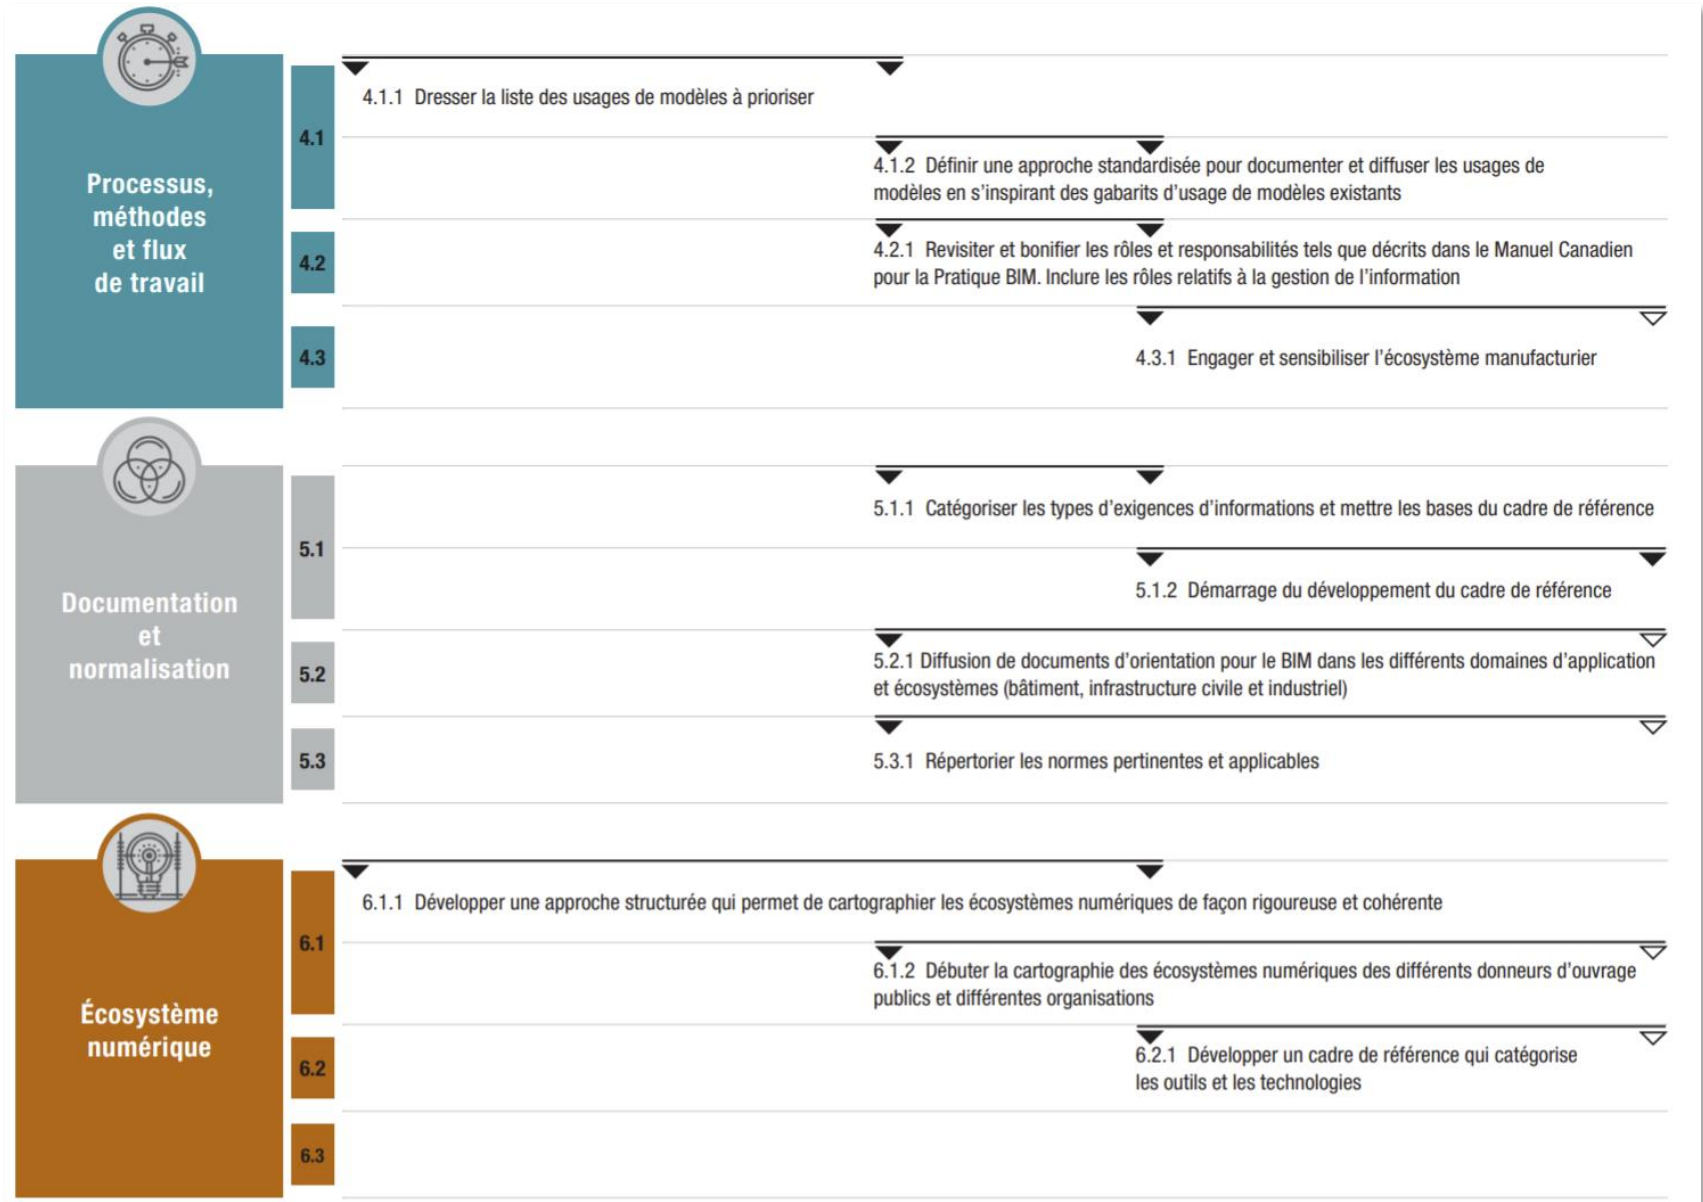 Processus,
méthodes
et flux
de travail
4.1
4.1.1 Dresser la liste des usages de modèles à prioriser
4.1.2 Définir une approche standardisée pour documenter et diffuser les usages de
modèles en s'inspirant des gabarits d'usage de modèles existants
4.2
4.2.1 Revisiter et bonifier les rôles et responsabilités tels que décrits dans le Manuel Canadien
pour la Pratique BIM. Inclure les rôles relatifs à la gestion de l'information
4.3
4.3.1 Engager et sensibiliser l'écosystème manufacturier
Documentation
et
normalisation
5.1
5.1.1 Catégoriser les types d'exigences d'informations et mettre les bases du cadre de référence
5.1.2 Démarrage du développement du cadre de référence
5.2
5.2.1 Diffusion de documents d'orientation pour le BIM dans les différents domaines d'application
et écosystèmes (bâtiment, infrastructure civile et industriel)
5.3
5.3.1 Répertorier les normes pertinentes et applicables
Écosystème
numérique
6.1
6.1.1 Développer une approche structurée qui permet de cartographier les écosystèmes numériques de façon rigoureuse et cohérente
6.1.2 Débuter la cartographie des écosystèmes numériques des différents donneurs d'ouvrage
publics et différentes organisations
6.2
6.2.1 Développer un cadre de référence qui catégorise
les outils et les technologies
6.3